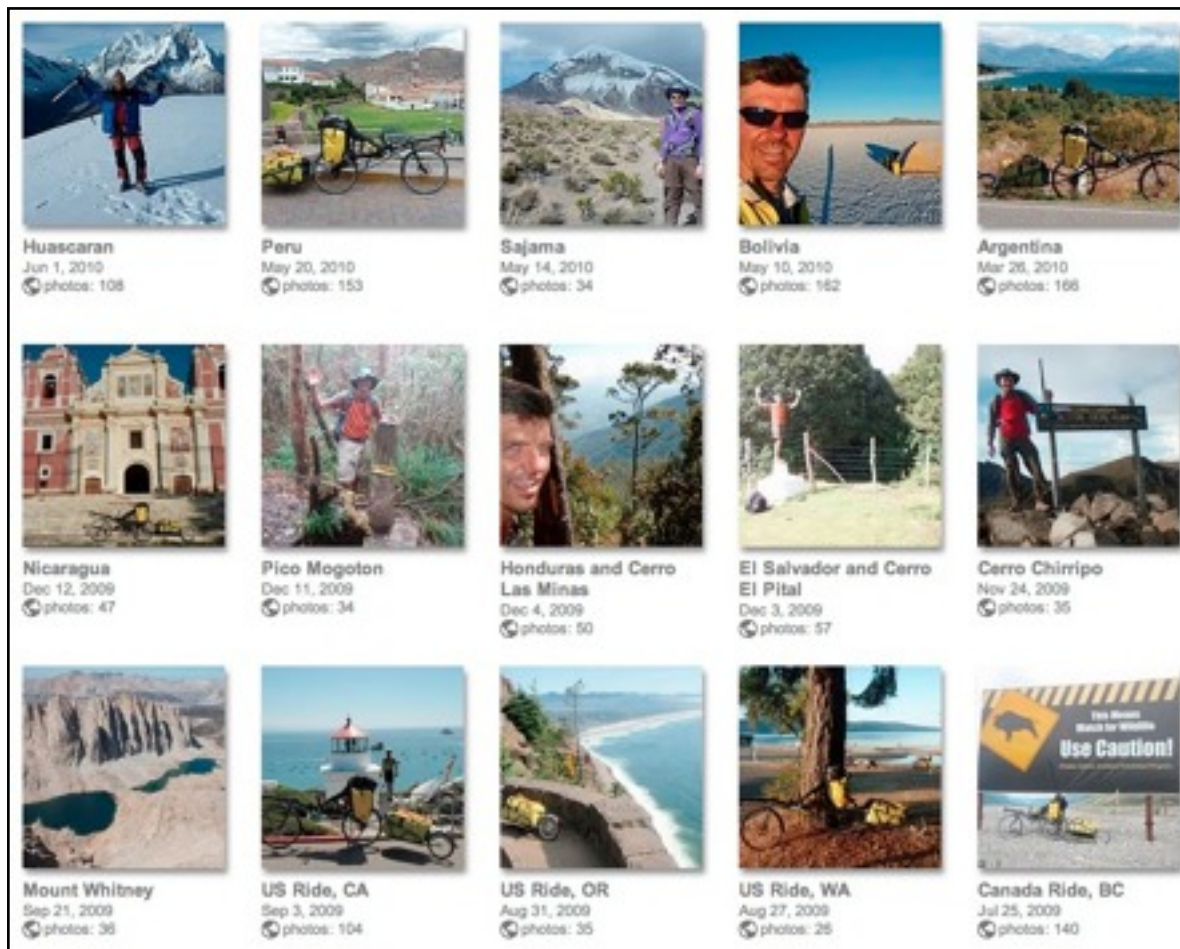 Huascaran
Jun 1, 2010
photos: 108
Peru
May 20, 2010
photos: 153
Sajama
May 14, 2010
photos: 34
Bolivia
May 10, 2010
photos: 162
Argentina
Mar 26, 2010
photos: 166
Nicaragua
Dec 12, 2009
photos: 47
Pico Mogoton
Dec 11, 2009
photos: 34
Honduras and Cerro
Las Minas
Dec 4, 2009
photos: 50
El Salvador and Cerro
El Pital
Dec 3, 2009
photos: 57
Cerro Chirripo
Nov 24, 2009
photos: 35
Mount Whitney
Sep 21, 2009
photos: 36
US Ride, CA
Sep 3, 2009
photos: 104
US Ride, OR
Aug 31, 2009
photos: 35
US Ride, WA
Aug 27, 2009
photos: 26
This Means
Watch for Wildlife
Use Caution!
Canada Ride, BC
Jul 25, 2009
photos: 140